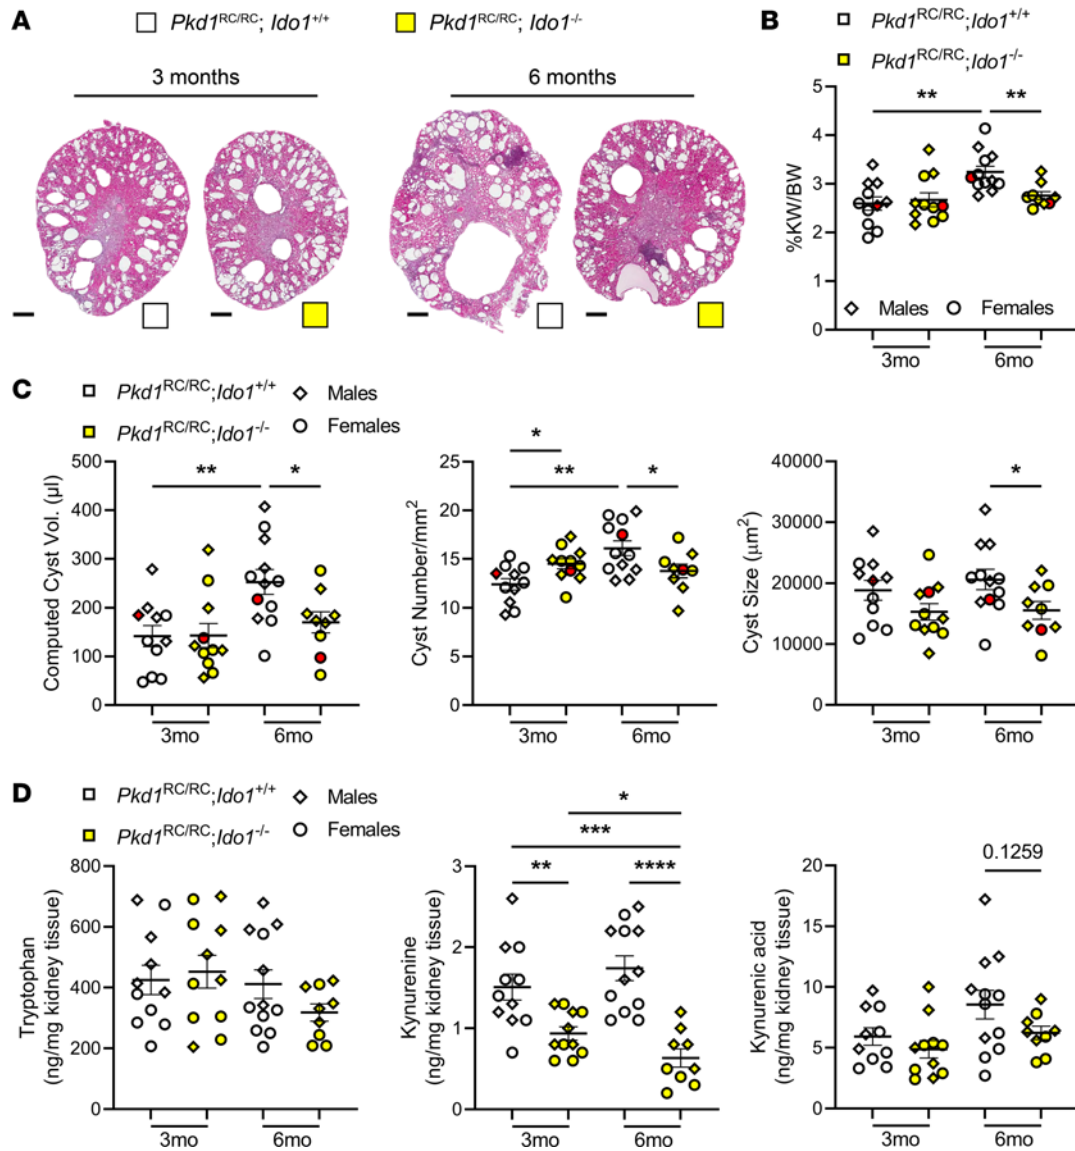 A
Pkd1RC/RC; Ido1+/+
Pkd1RC/RC; Ido1-/-
3 months
6 months
B
Pkd1RC/RC;Ido1+/+
Pkd1RC/RC;Ido1-/-
**
**
5
4
3
2
1
0
%KW/BW
Males
Females
3mo
6mo
C
Pkd1RC/RC;Ido1+/+
Males
Pkd1RC/RC;Ido1-/-
Females
**
*
500
400
300
200
100
0
Computed Cyst Vol. (µl)
3mo
6mo
*
**
*
25
20
15
10
5
0
Cyst Number/mm2
3mo
6mo
*
40000
30000
20000
10000
0
Cyst Size (µm2)
3mo
6mo
D
Pkd1RC/RC;Ido1+/+
Males
Pkd1RC/RC;Ido1-/-
Females
800
600
400
200
0
Tryptophan
(ng/mg kidney tissue)
3mo
6mo
*
***
**
****
3
2
1
0
Kynurenine
(ng/mg kidney tissue)
3mo
6mo
0.1259
20
15
10
5
0
Kynurenic acid
(ng/mg kidney tissue)
3mo
6mo